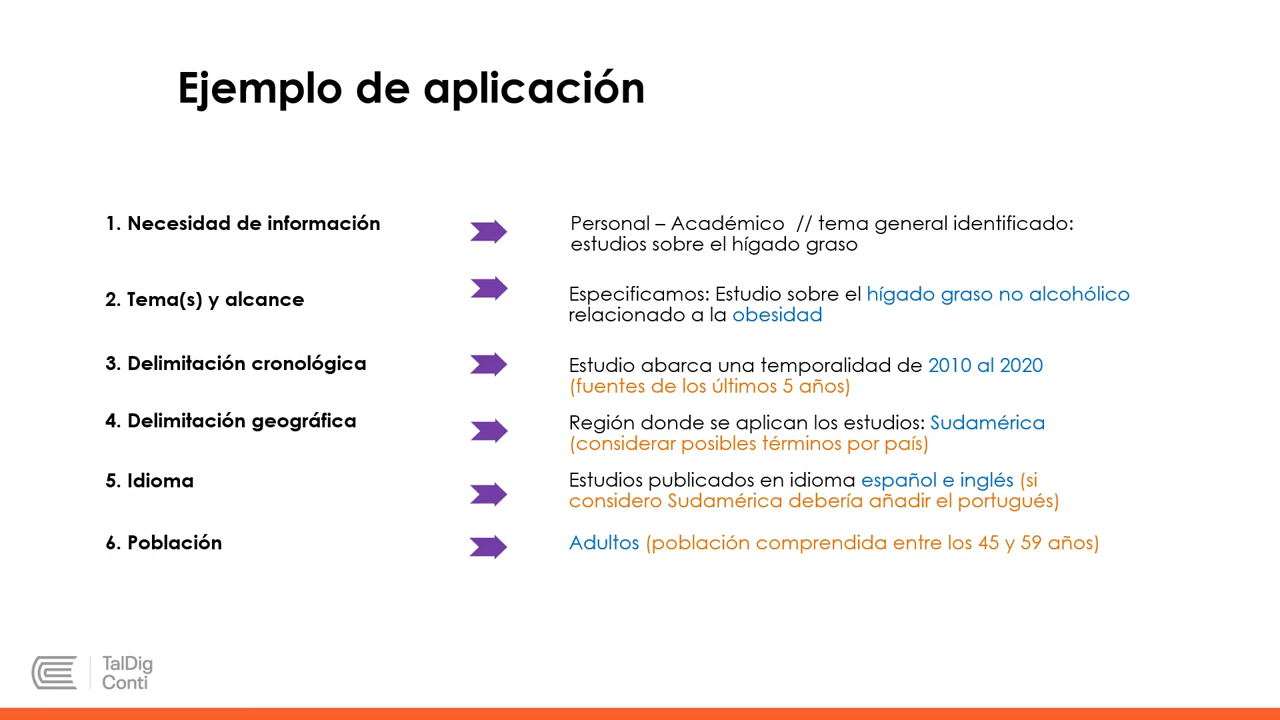 Ejemplo de aplicación
1. Necesidad de información
Personal – Académico // tema general identificado:
estudios sobre el hígado graso
2. Tema(s) y alcance
Especificamos: Estudio sobre el hígado graso no alcohólico
relacionado a la obesidad
3. Delimitación cronológica
Estudio abarca una temporalidad de 2010 al 2020
(fuentes de los últimos 5 años)
4. Delimitación geográfica
Región donde se aplican los estudios: Sudamérica
(considerar posibles términos por país)
5. Idioma
Estudios publicados en idioma español e inglés (si
considero Sudamérica debería añadir el portugués)
6. Población
Adultos (población comprendida entre los 45 y 59 años)
TalDig
Conti